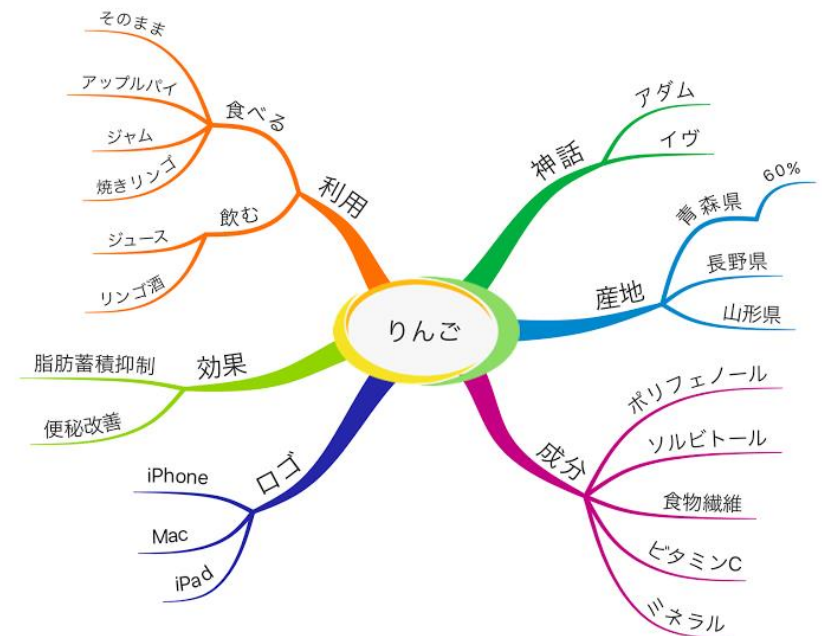 りんご
利用
食べる
そのまま
アップルパイ
ジャム
焼きリンゴ
飲む
ジュース
リンゴ酒
効果
脂肪蓄積抑制
便秘改善
ロゴ
iPhone
Mac
iPad
神話
アダム
イヴ
産地
青森県
60%
長野県
山形県
成分
ポリフェノール
ソルビトール
食物繊維
ビタミンC
ミネラル